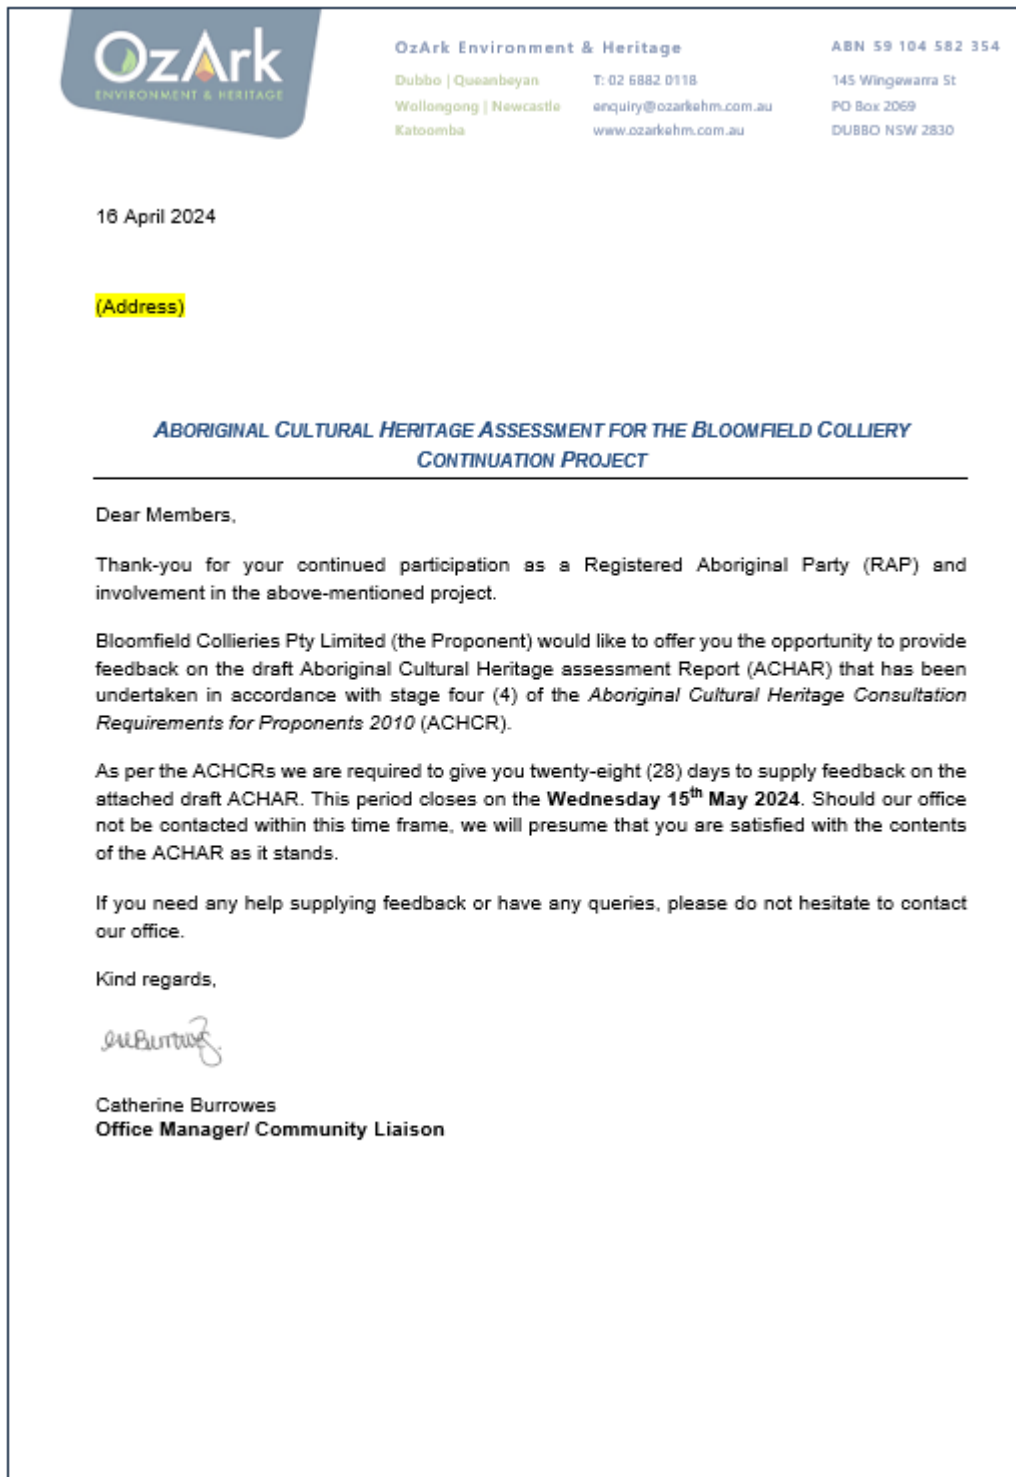 OzArk
ENVIRONMENT & HERITAGE
OzArk Environment & Heritage
Dubbo | Queanbeyan
Wollongong | Newcastle
Katoomba
T: 02 6882 0118
enquiry@ozarkehm.com.au
www.ozarkehm.com.au
ABN 59 104 582 354
145 Wingewarra St
PO Box 2069
DUBBO NSW 2830
16 April 2024
(Address)
ABORIGINAL CULTURAL HERITAGE ASSESSMENT FOR THE BLOOMFIELD COLLIERY
CONTINUATION PROJECT
Dear Members,
Thank-you for your continued participation as a Registered Aboriginal Party (RAP) and
involvement in the above-mentioned project.
Bloomfield Collieries Pty Limited (the Proponent) would like to offer you the opportunity to provide
feedback on the draft Aboriginal Cultural Heritage assessment Report (ACHAR) that has been
undertaken in accordance with stage four (4) of the Aboriginal Cultural Heritage Consultation
Requirements for Proponents 2010 (ACHCR).
As per the ACHCRs we are required to give you twenty-eight (28) days to supply feedback on the
attached draft ACHAR. This period closes on the Wednesday 15th May 2024. Should our office
not be contacted within this time frame, we will presume that you are satisfied with the contents
of the ACHAR as it stands.
If you need any help supplying feedback or have any queries, please do not hesitate to contact
our office.
Kind regards,
Catherine Burrowes
Office Manager/ Community Liaison